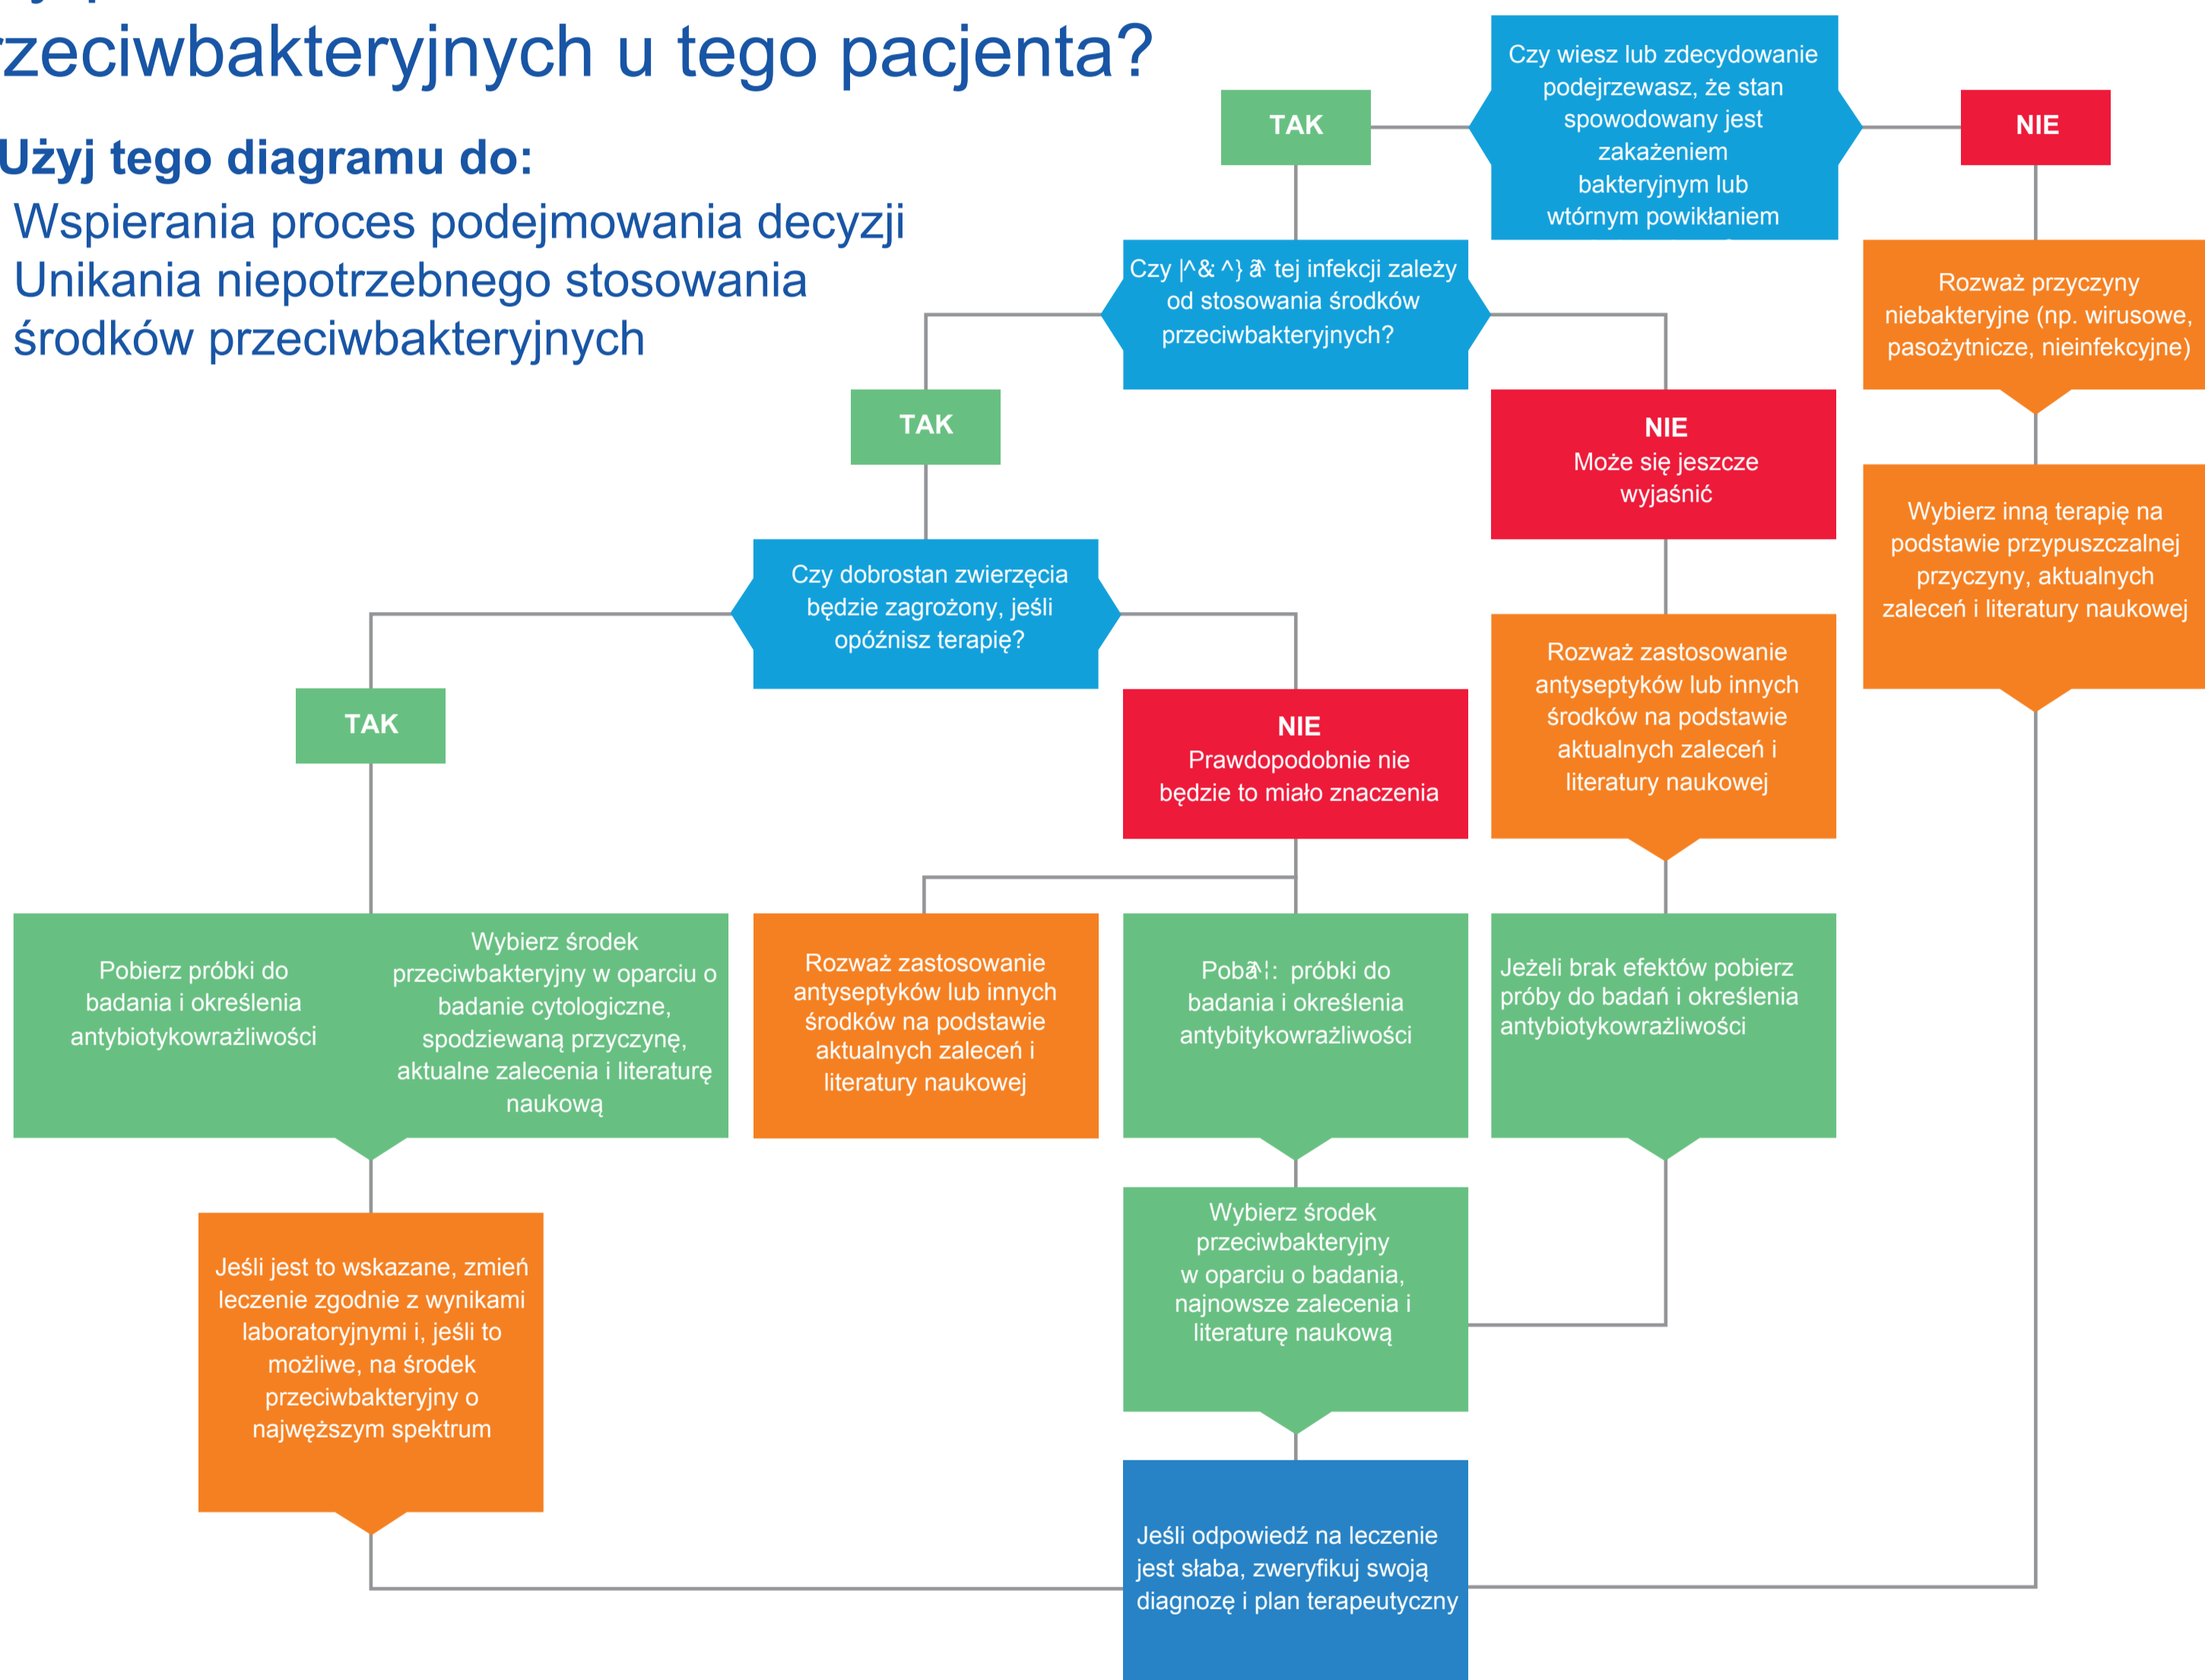 rzeciwbakteryjnych u tego pacjenta?
Użyj tego diagramu do:
Wspierania proces podejmowania decyzji
Unikania niepotrzebnego stosowania
środków przeciwbakteryjnych
Czy wiesz lub zdecydowanie
podejrzewasz, że stan
spowodowany jest
zakażeniem
bakteryjnym lub
wtórnym powikłaniem
TAK
NIE
Czy |^&: ^} ã^ tej infekcji zależy
od stosowania środków
przeciwbakteryjnych?
Rozważ przyczyny
niebakteryjne (np. wirusowe,
pasożytnicze, nieinfekcyjne)
TAK
NIE
Może się jeszcze
wyjaśnić
Wybierz inną terapię na
podstawie przypuszczalnej
przyczyny, aktualnych
zaleceń i literatury naukowej
Czy dobrostan zwierzęcia
będzie zagrożony, jeśli
opóźnisz terapię?
Rozważ zastosowanie
antyseptyków lub innych
środków na podstawie
aktualnych zaleceń i
literatury naukowej
TAK
NIE
Prawdopodobnie nie
będzie to miało znaczenia
Pobierz próbki do
badania i określenia
antybiotykowrażliwości
Wybierz środek
przeciwbakteryjny w oparciu o
badanie cytologiczne,
spodziewaną przyczynę,
aktualne zalecenia i literaturę
naukową
Rozważ zastosowanie
antyseptyków lub innych
środków na podstawie
aktualnych zaleceń i
literatury naukowej
Pobã^¦: próbki do
badania i określenia
antybitykowrażliwości
Jeżeli brak efektów pobierz
próby do badań i określenia
antybiotykowrażliwości
Wybierz środek
przeciwbakteryjny
w oparciu o badania,
najnowsze zalecenia i
literaturę naukową
Jeśli jest to wskazane, zmień
leczenie zgodnie z wynikami
laboratoryjnymi i, jeśli to
możliwe, na środek
przeciwbakteryjny o
najwęższym spektrum
Jeśli odpowiedź na leczenie
jest słaba, zweryfikuj swoją
diagnozę i plan terapeutyczny